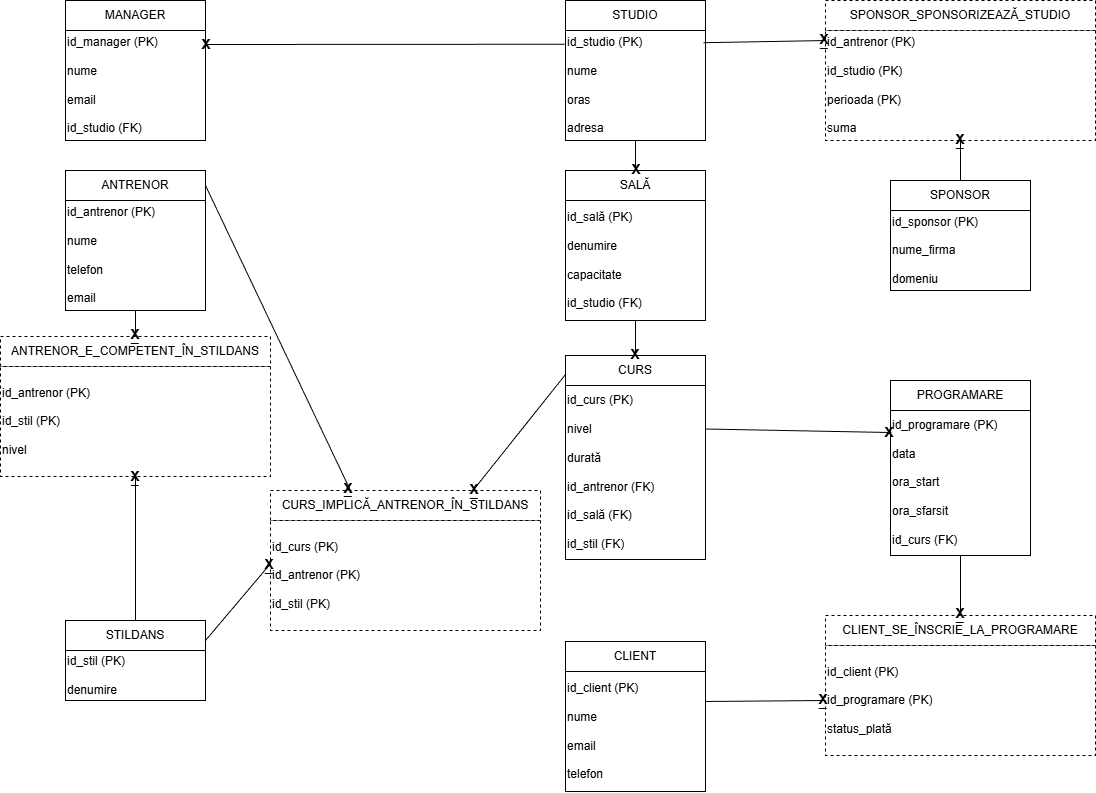 MANAGER
id_manager (PK)
nume
email
id_studio (FK)
STUDIO
id_studio (PK)
nume
oras
adresa
SPONSOR_SPONSORIZEAZĂ_STUDIO
id_antrenor (PK)
id_studio (PK)
perioada (PK)
suma
ANTRENOR
id_antrenor (PK)
nume
telefon
email
SALĂ
id_sală (PK)
denumire
capacitate
id_studio (FK)
SPONSOR
id_sponsor (PK)
nume_firma
domeniu
ANTRENOR_E_COMPETENT_ÎN_STILDANS
id_antrenor (PK)
id_stil (PK)
nivel
CURS
id_curs (PK)
nivel
durată
id_antrenor (FK)
id_sală (FK)
id_stil (FK)
PROGRAMARE
id_programare (PK)
data
ora_start
ora_sfarsit
id_curs (FK)
CURS_IMPLICĂ_ANTRENOR_ÎN_STILDANS
id_curs (PK)
id_antrenor (PK)
id_stil (PK)
STILDANS
id_stil (PK)
denumire
CLIENT
id_client (PK)
nume
email
telefon
CLIENT_SE_ÎNSCRIE_LA_PROGRAMARE
id_client (PK)
id_programare (PK)
status_plată